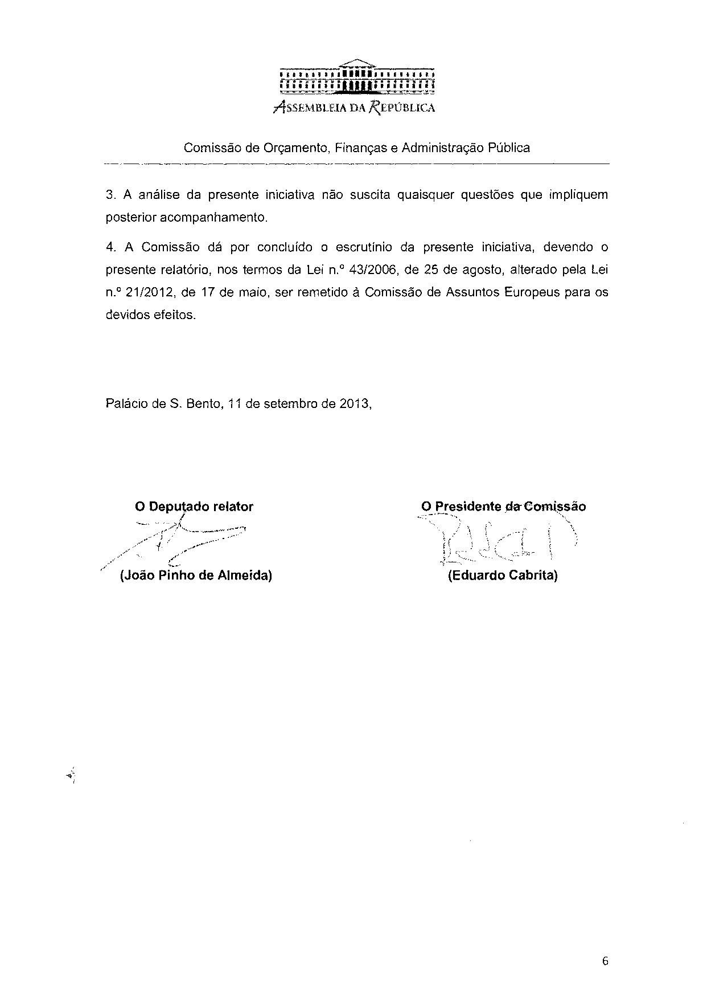 ASSEMBLEIA DA REPÚBLICA
Comissão de Orçamento, Finanças e Administração Pública
3. A análise da presente iniciativa não suscita quaisquer questões que impliquem
posterior acompanhamento.
4. A Comissão dá por concluído o escrutínio da presente iniciativa, devendo o
presente relatório, nos termos da Lei n.º 43/2006, de 25 de agosto, alterado pela Lei
n.º 21/2012, de 17 de maio, ser remetido à Comissão de Assuntos Europeus para os
devidos efeitos.
Palácio de S. Bento, 11 de setembro de 2013,
O Deputado relator
O Presidente da Comissão
(João Pinho de Almeida)
(Eduardo Cabrita)
6